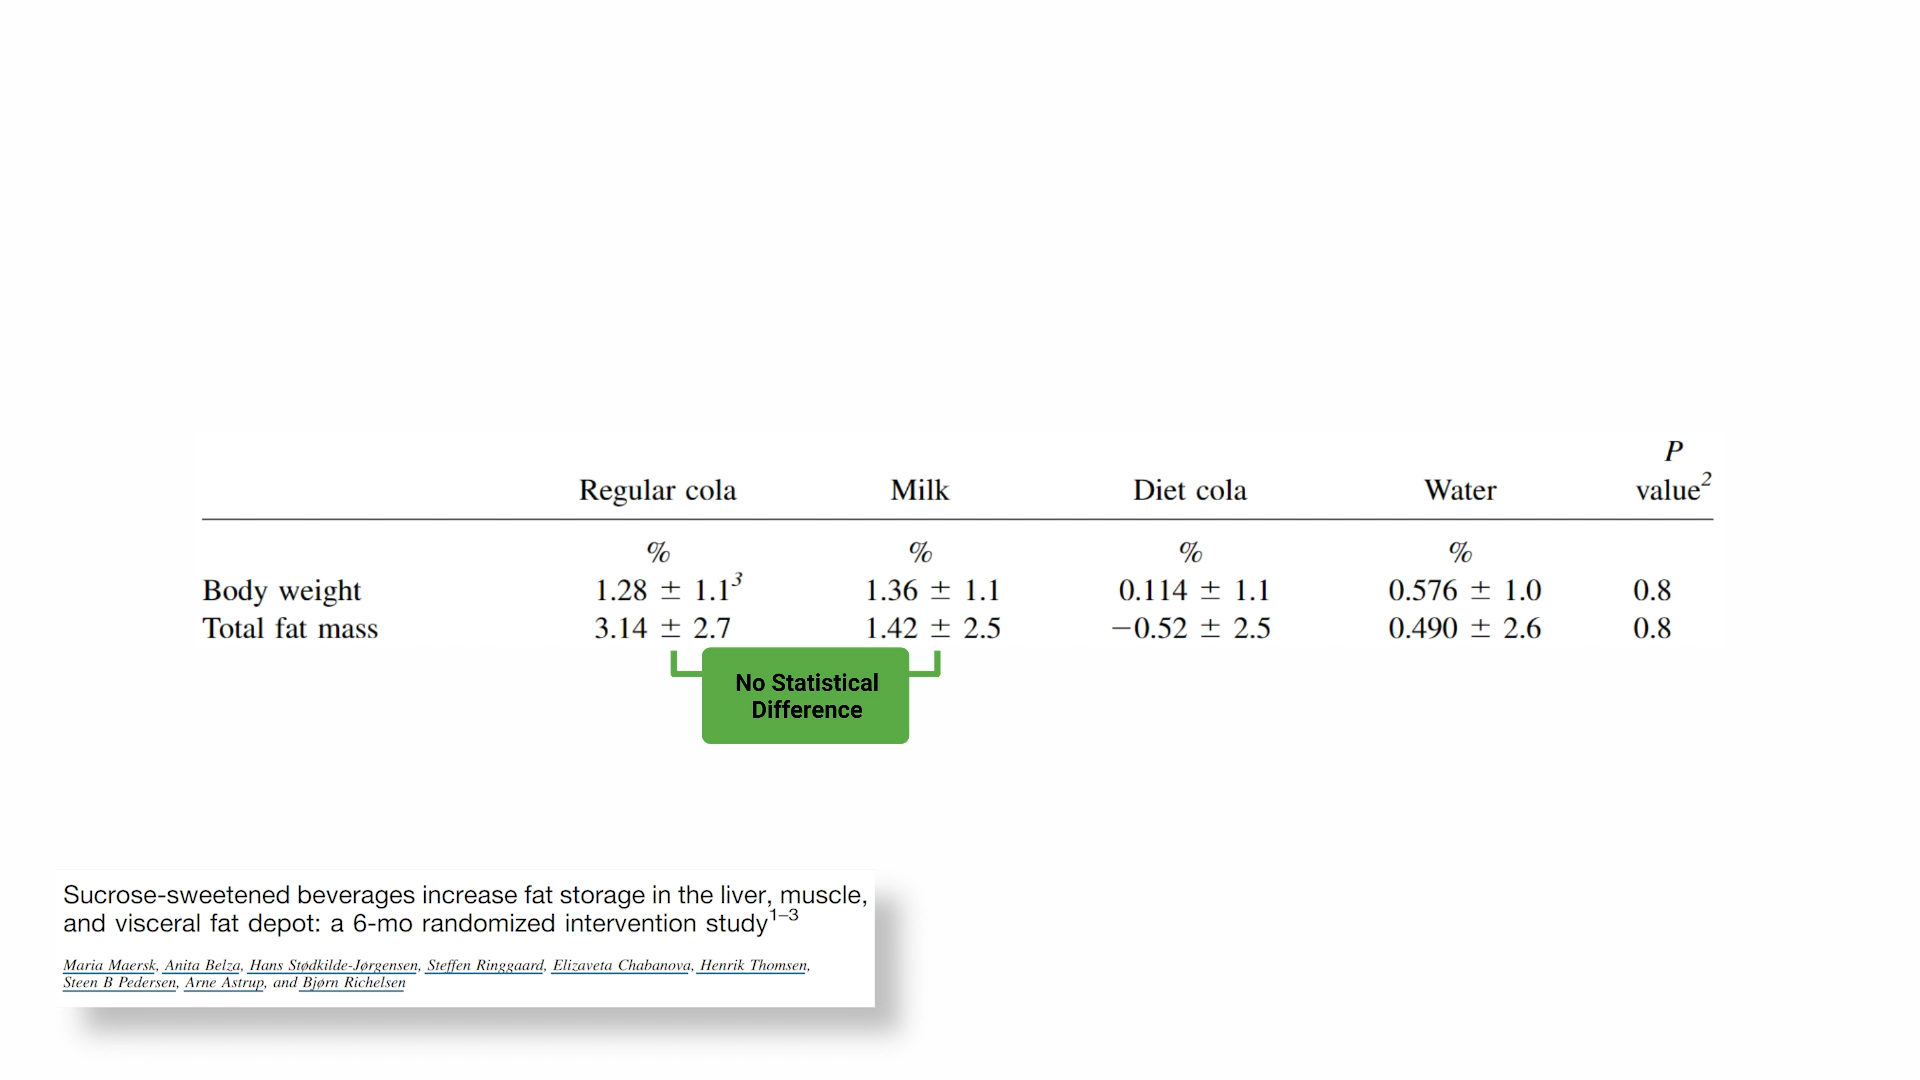 P
Regular cola Milk Diet cola Water value²
% % % %
Body weight 1.28 ± 1.1³ 1.36 ± 1.1 0.114 ± 1.1 0.576 ± 1.0 0.8
Total fat mass 3.14 ± 2.7 1.42 ± 2.5 −0.52 ± 2.5 0.490 ± 2.6 0.8
No Statistical
Difference
Sucrose-sweetened beverages increase fat storage in the liver, muscle,
and visceral fat depot: a 6-mo randomized intervention study¹⁻³
Maria Maersk, Anita Belza, Hans Stødkilde-Jørgensen, Steffen Ringgaard, Elizaveta Chabanova, Henrik Thomsen,
Steen B Pedersen, Arne Astrup, and Bjørn Richelsen